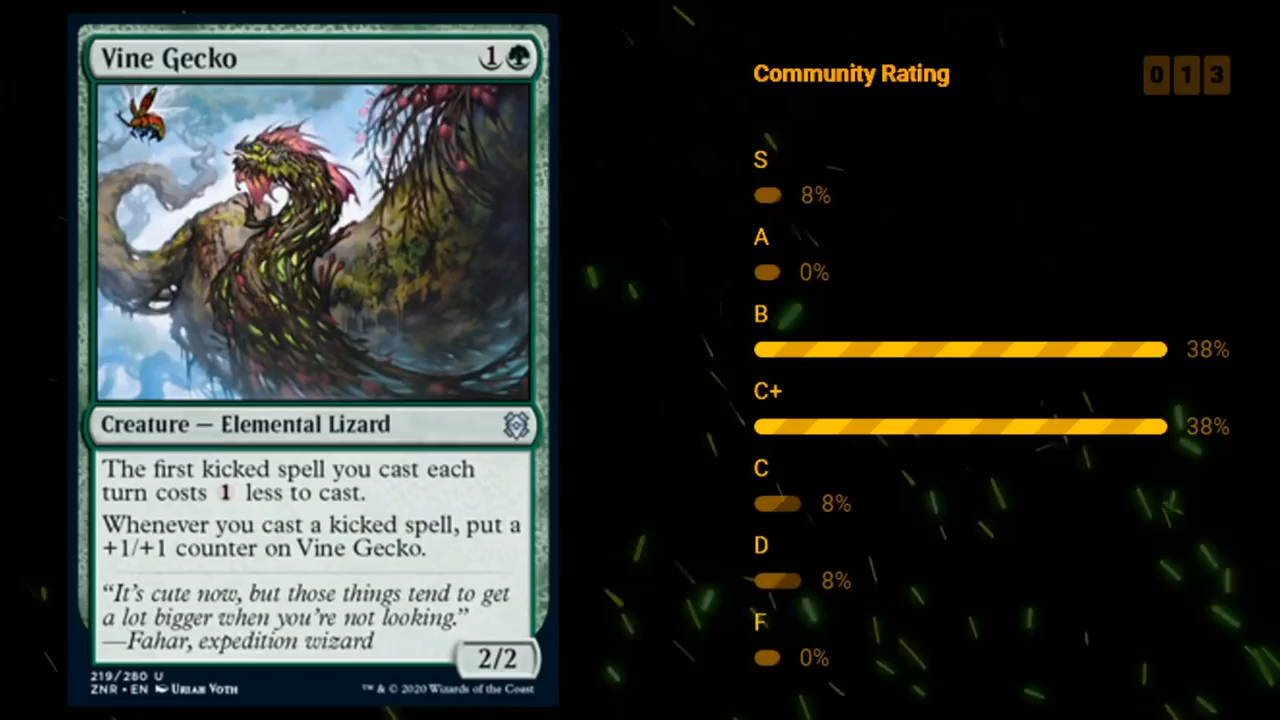 Vine Gecko 1
The first kicked spell you cast each
turn costs 1 less to cast.
Whenever you cast a kicked spell, put a
+1/+1 counter on Vine Gecko.
Creature — Elemental Lizard
“It’s cute now, but those things tend to get
a lot bigger when you’re not looking.”
—Fahar, expedition wizard
2/2
219/280 U
ZNR • EN Uriah Voth
™ & © 2020 Wizards of the Coast
Community Rating
013
S
8%
A
0%
B
38%
C+
38%
C
8%
D
8%
F
0%